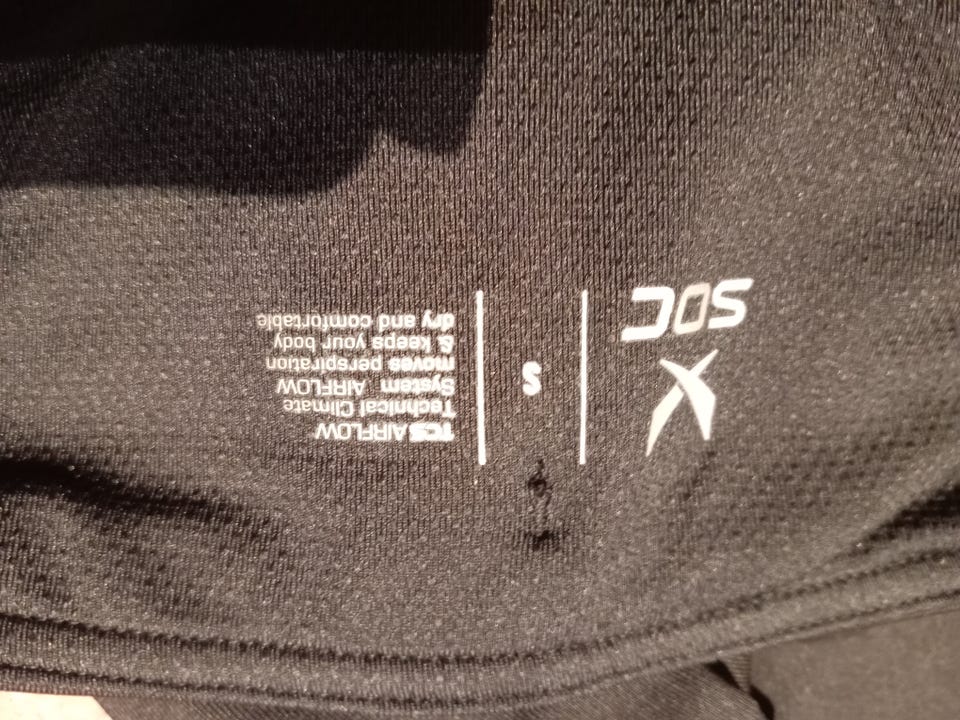 SOC
S
TCS AIRFLOW
Technical Climate
System AIRFLOW
moves perspiration
& keeps your body
dry and comfortable